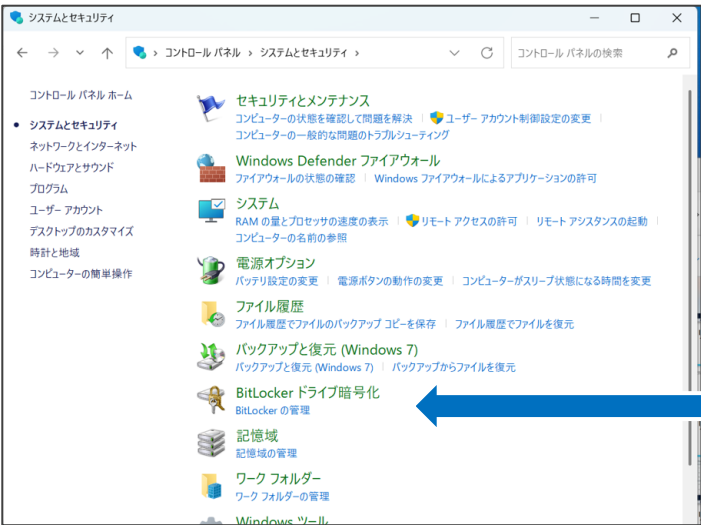 システムとセキュリティ
コントロール パネル › システムとセキュリティ ›
コントロール パネルの検索
コントロール パネル ホーム
システムとセキュリティ
ネットワークとインターネット
ハードウェアとサウンド
プログラム
ユーザー アカウント
デスクトップのカスタマイズ
時計と地域
コンピューターの簡単操作
セキュリティとメンテナンス
コンピューターの状態を確認して問題を解決 ユーザー アカウント制御設定の変更
コンピューターの一般的な問題のトラブルシューティング
Windows Defender ファイアウォール
ファイアウォールの状態の確認 Windows ファイアウォールによるアプリケーションの許可
システム
RAM の量とプロセッサの速度の表示 リモート アクセスの許可 リモート アシスタンスの起動
コンピューターの名前の参照
電源オプション
バッテリ設定の変更 電源ボタンの動作の変更 コンピューターがスリープ状態になる時間を変更
ファイル履歴
ファイル履歴でファイルのバックアップ コピーを保存 ファイル履歴でファイルを復元
バックアップと復元 (Windows 7)
バックアップと復元 (Windows 7) バックアップからファイルを復元
BitLocker ドライブ暗号化
BitLocker の管理
記憶域
記憶域の管理
ワーク フォルダー
ワーク フォルダーの管理
Windows ツール